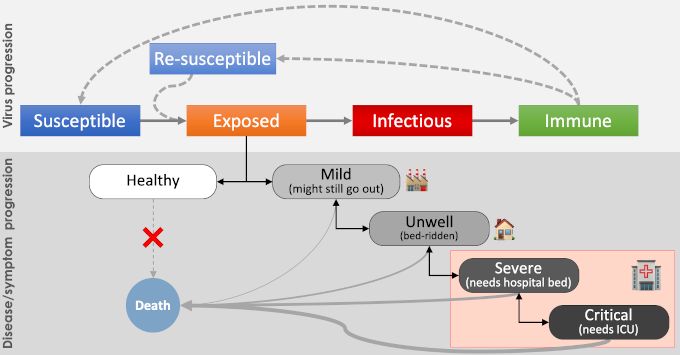 Virus progression
Re-susceptible
Susceptible
Exposed
Infectious
Immune
Disease/symptom progression
Healthy
Mild
(might still go out)
Unwell
(bed-ridden)
Severe
(needs hospital bed)
Death
Critical
(needs ICU)